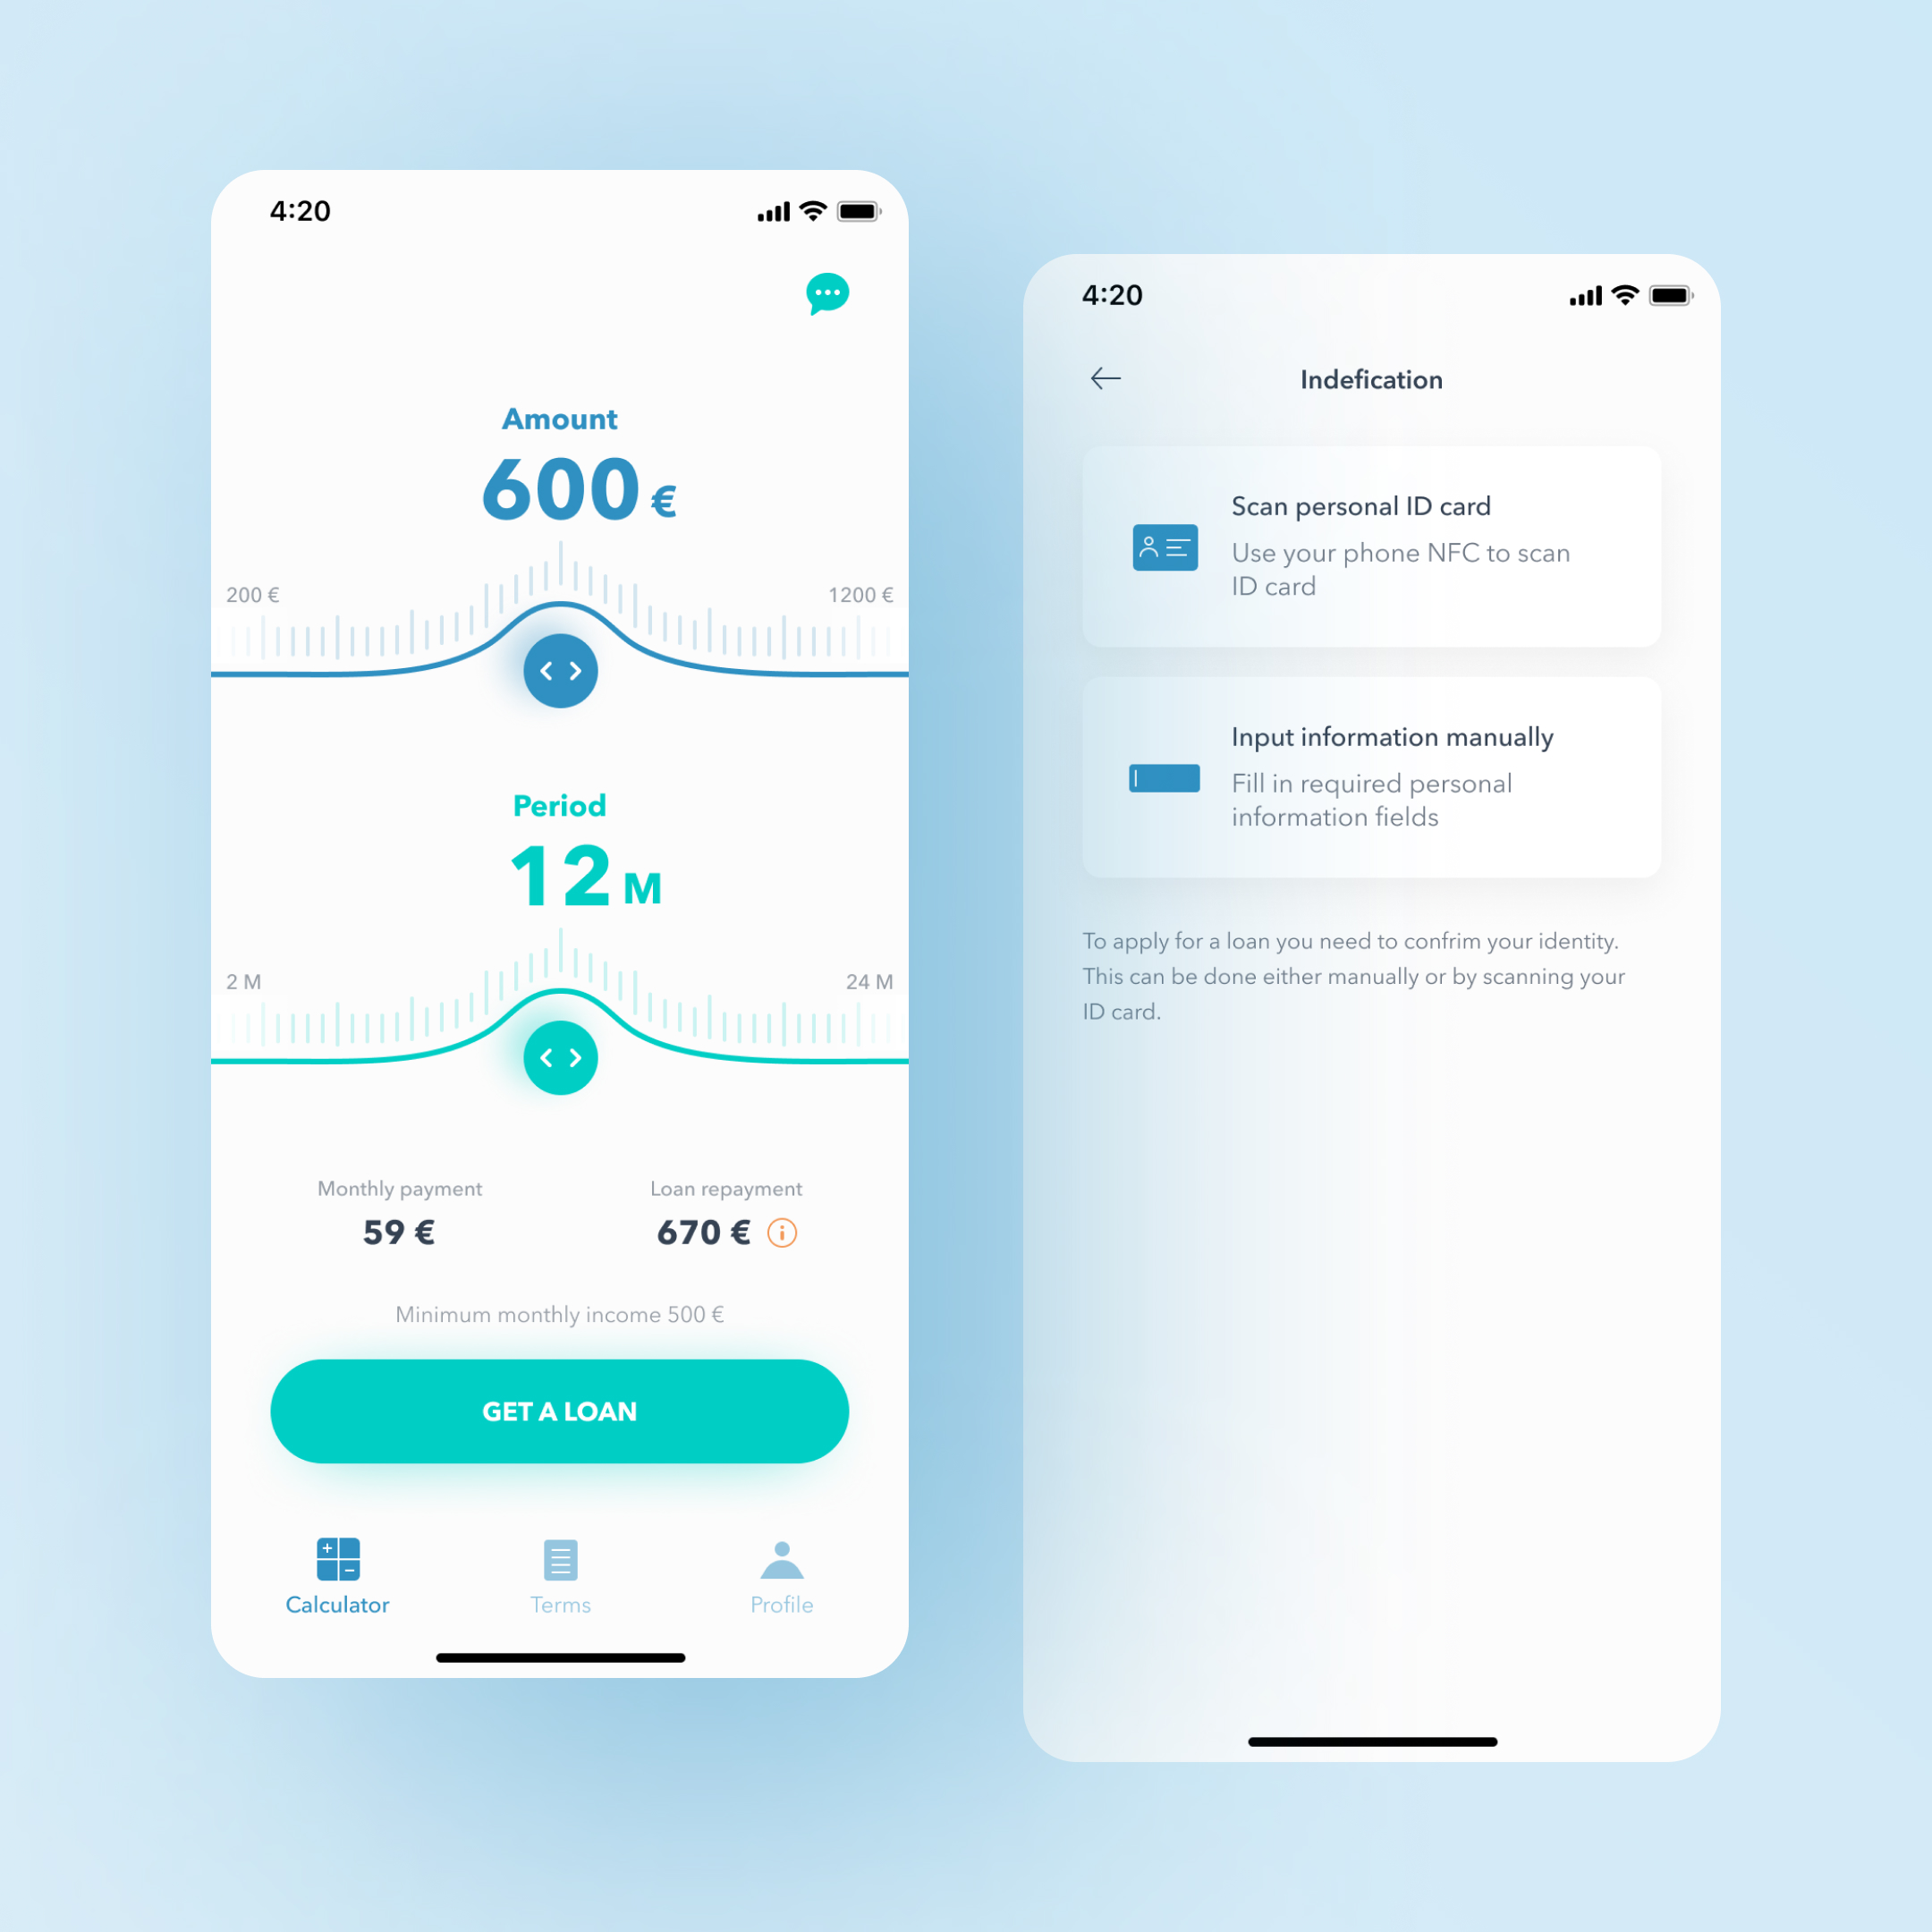 4:20
Amount
600 €
200 €
1200 €
Period
12 M
2 M
24 M
Monthly payment
59 €
Loan repayment
670 €
Minimum monthly income 500 €
GET A LOAN
Calculator
Terms
Profile
4:20
Indefication
Scan personal ID card
Use your phone NFC to scan
ID card
Input information manually
Fill in required personal
information fields
To apply for a loan you need to confrim your identity.
This can be done either manually or by scanning your
ID card.